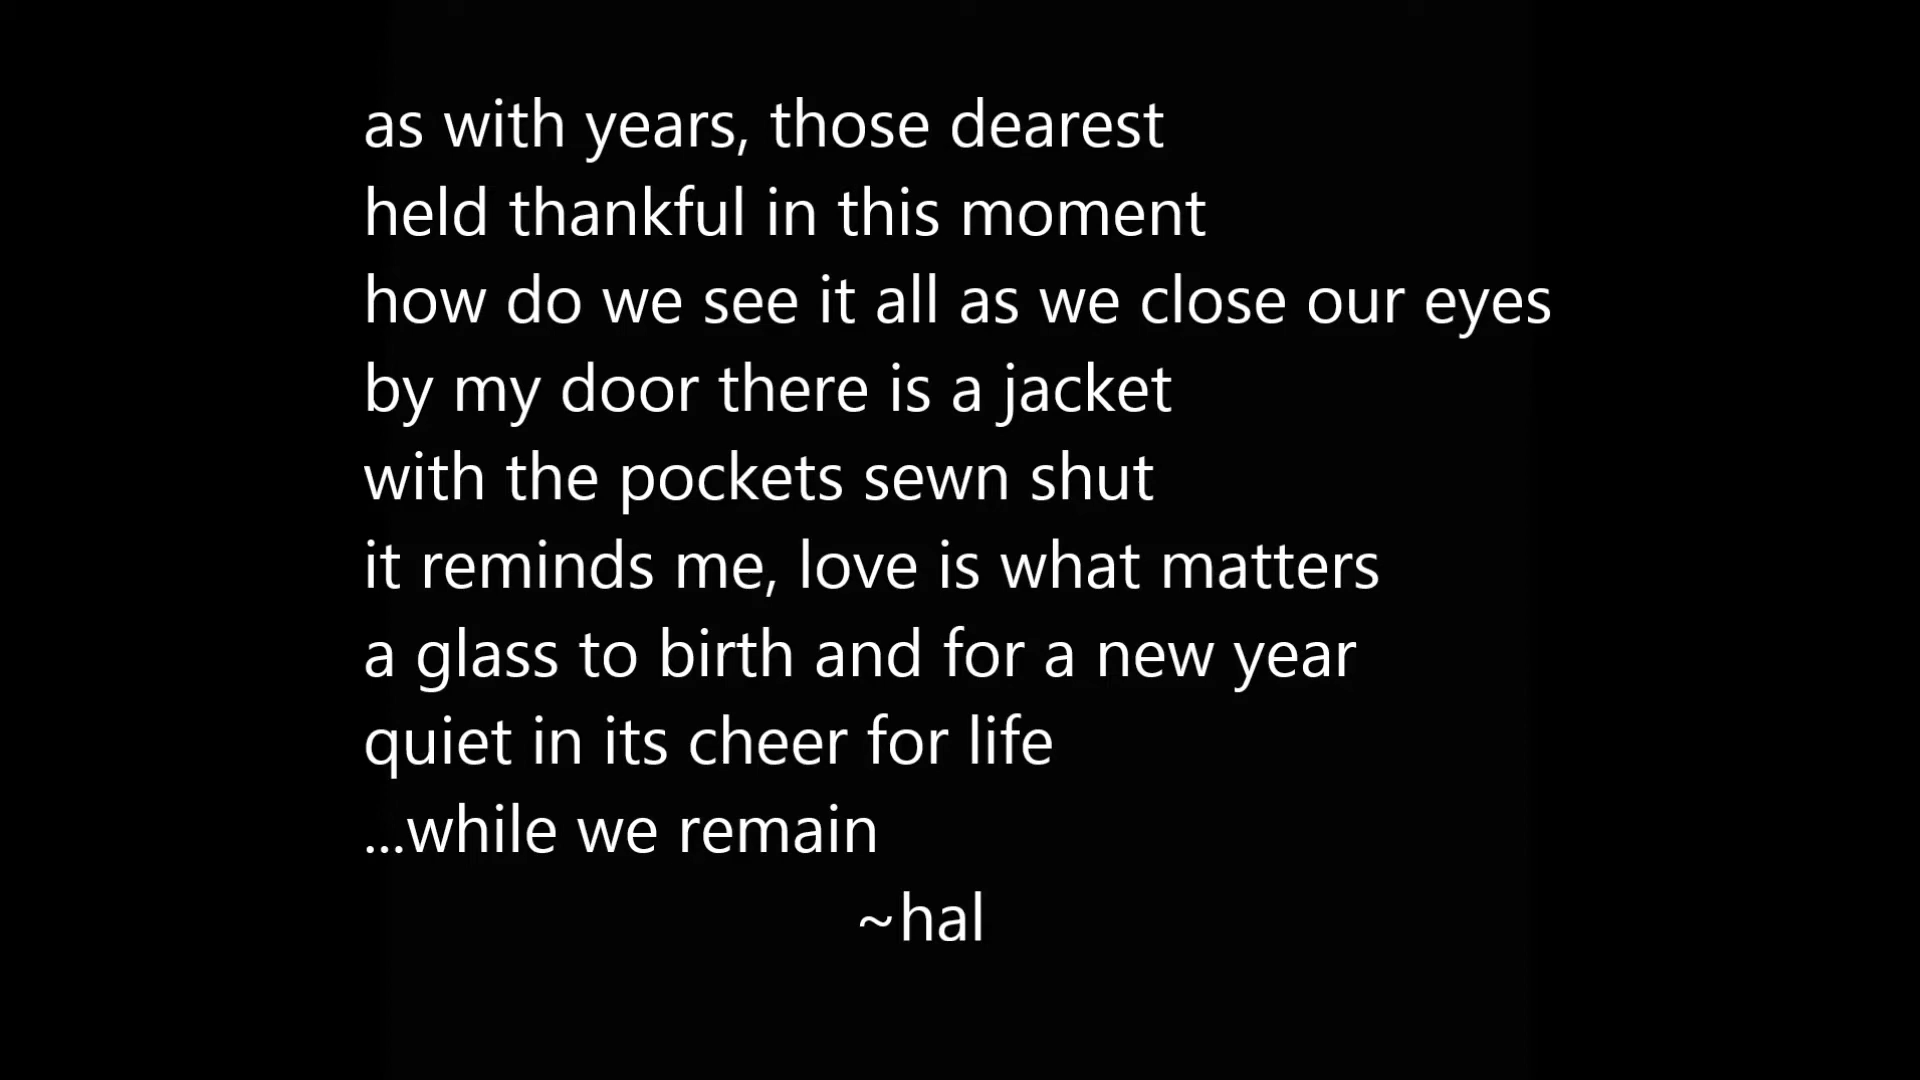 as with years, those dearest
held thankful in this moment
how do we see it all as we close our eyes
by my door there is a jacket
with the pockets sewn shut
it reminds me, love is what matters
a glass to birth and for a new year
quiet in its cheer for life
...while we remain
~hal